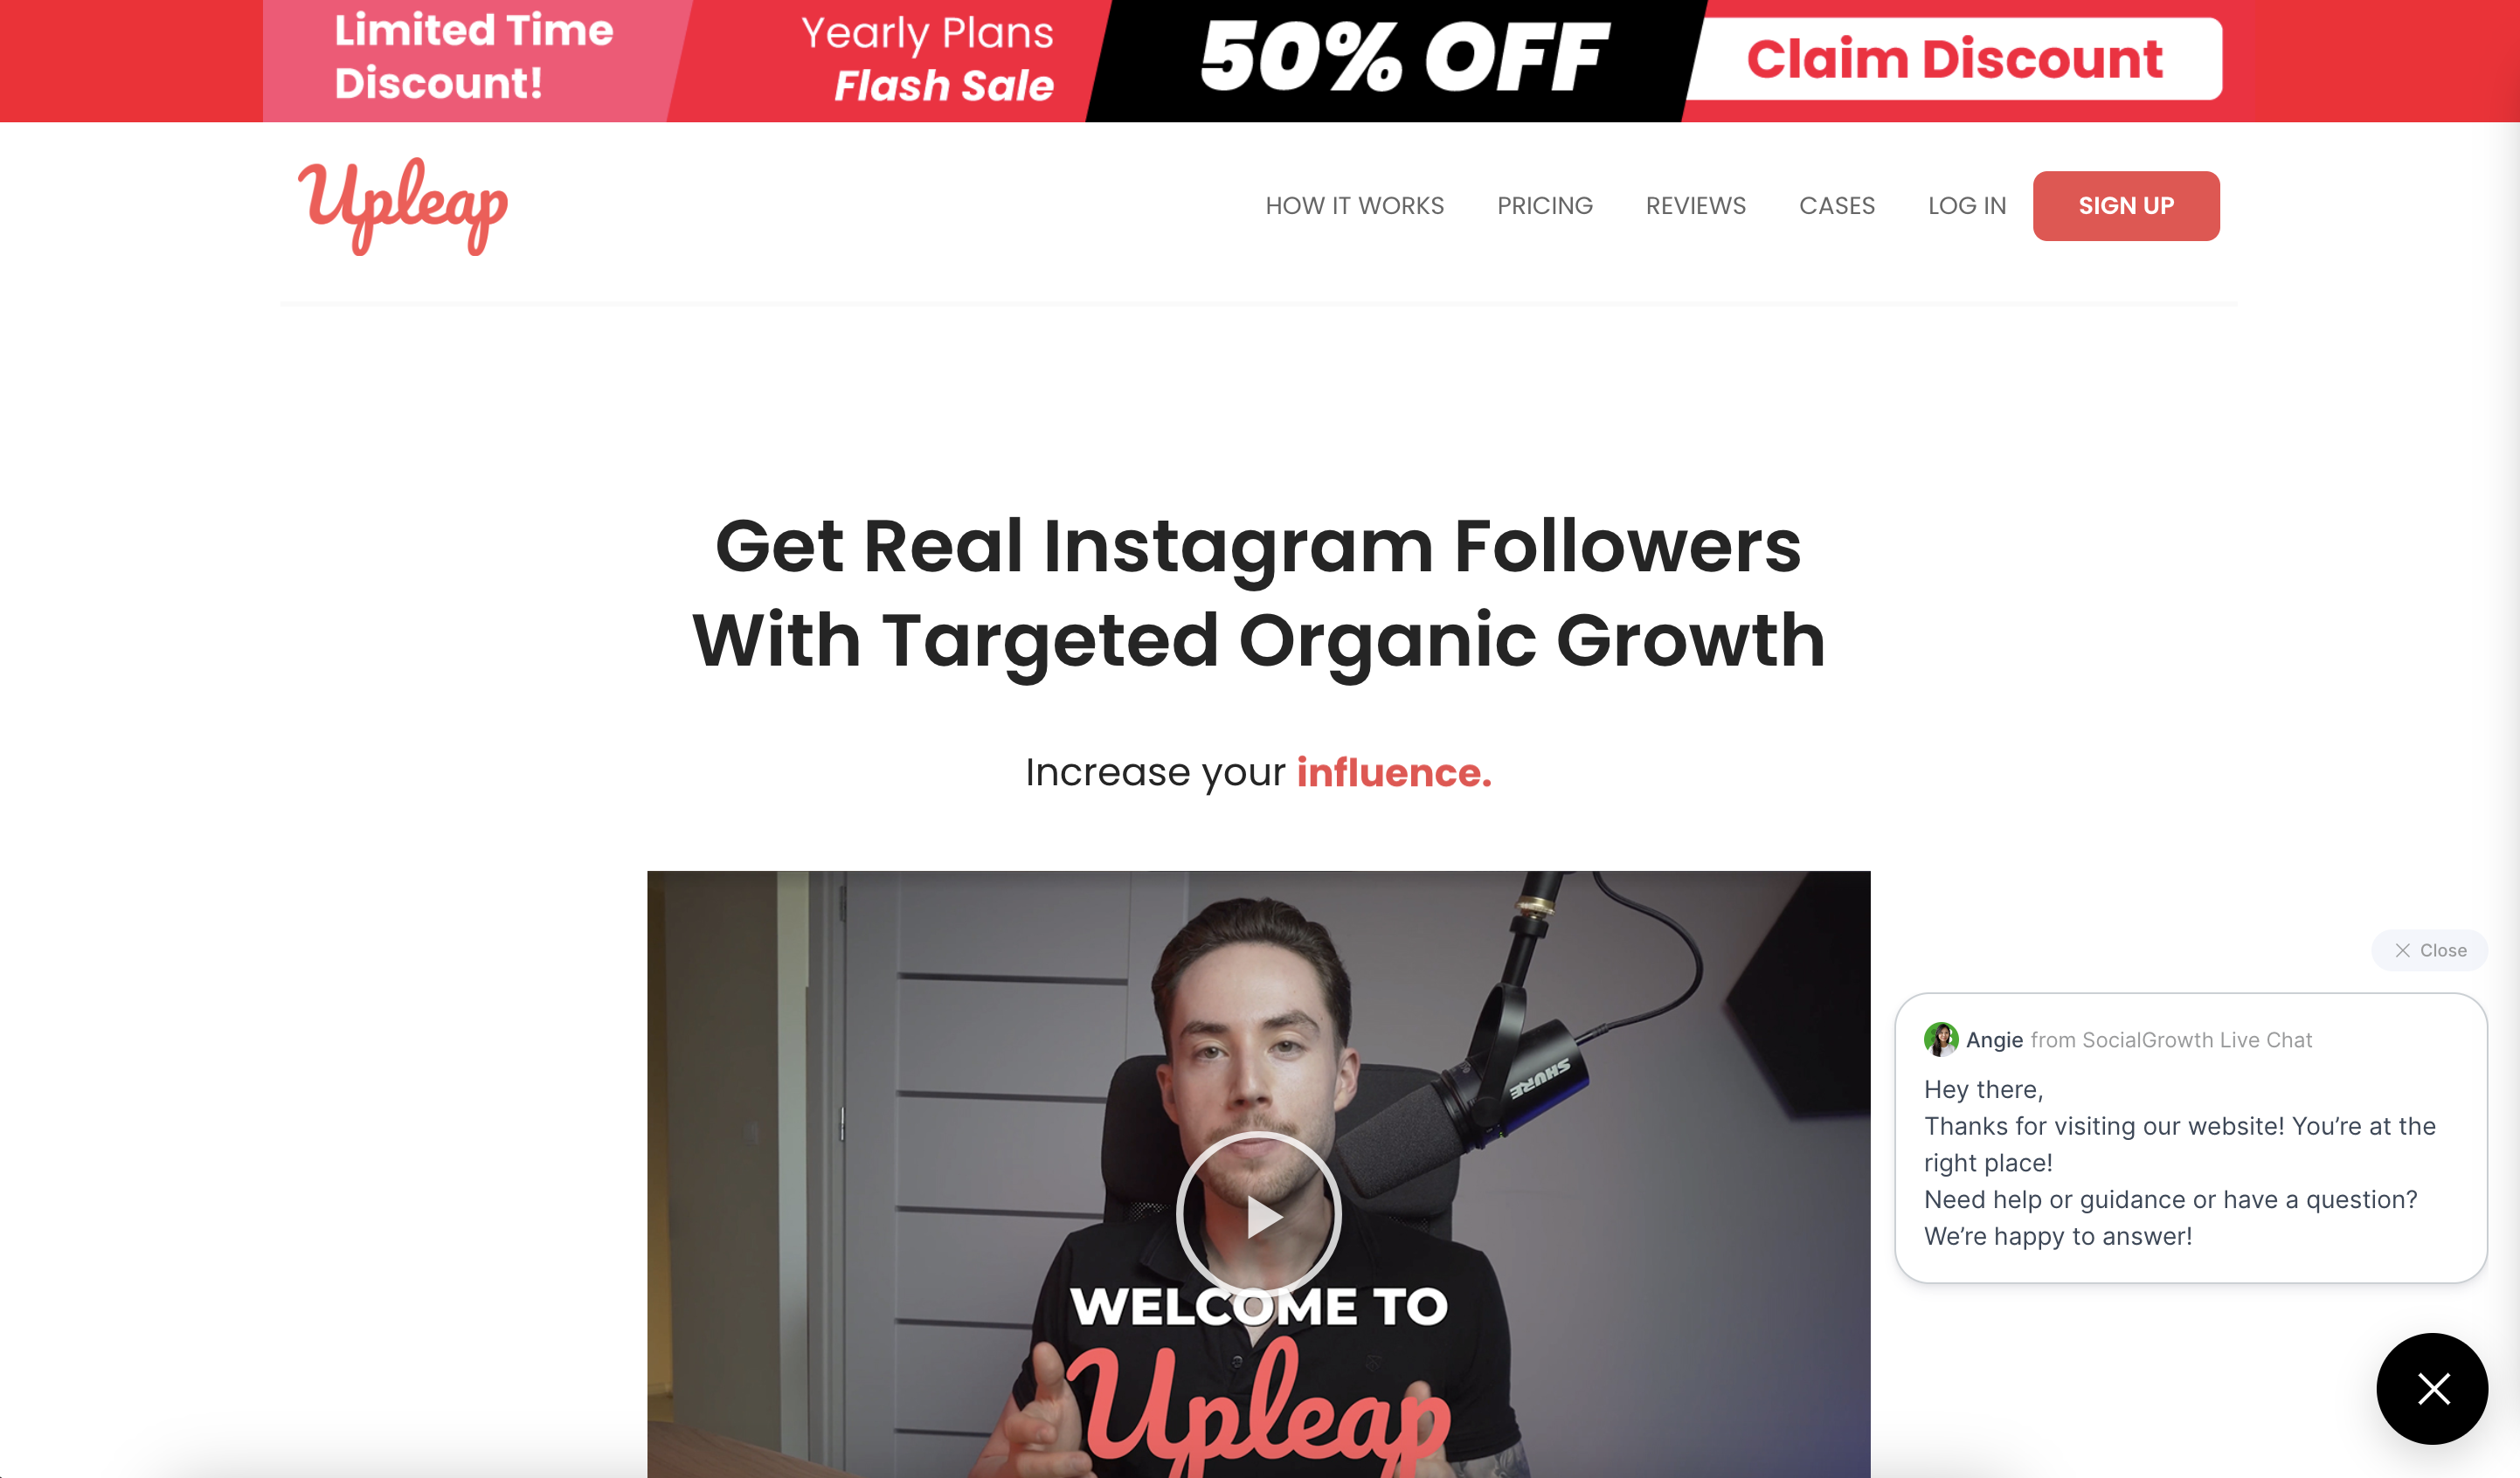 Limited Time
Discount!
Yearly Plans
Flash Sale
50% OFF
Claim Discount
Upleap
HOW IT WORKS
PRICING
REVIEWS
CASES
LOG IN
SIGN UP
Get Real Instagram Followers
With Targeted Organic Growth
Increase your influence.
SHURE
WELCOME TO
Upleap
Close
Angie from SocialGrowth Live Chat
Hey there,
Thanks for visiting our website! You’re at the
right place!
Need help or guidance or have a question?
We’re happy to answer!